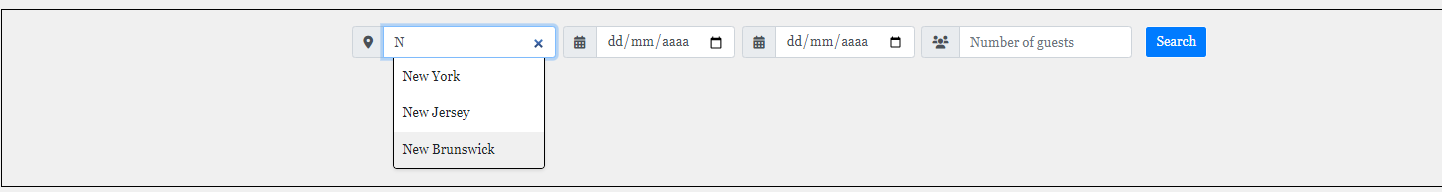 N dd/mm/aaaa dd/mm/aaaa Number of guests Search
New York
New Jersey
New Brunswick